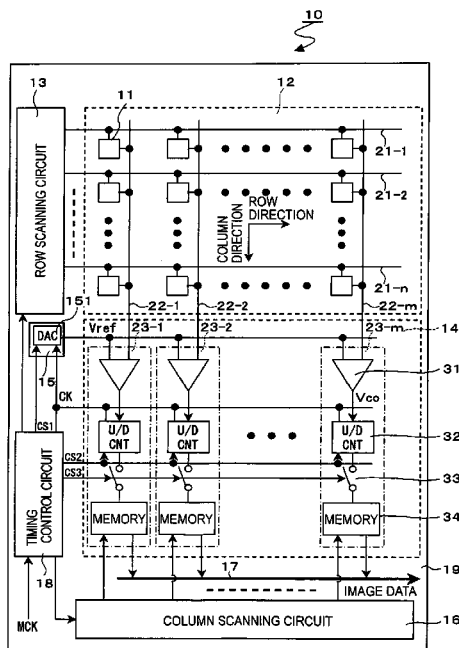 10
13
11
12
ROW SCANNING CIRCUIT
21-1
21-2
ROW DIRECTION
COLUMN DIRECTION
21-n
22-1
22-2
22-m
151
DAC
15
Vref
23-1
23-2
23-m
14
31
Vco
CK
CS1
U/D CNT
U/D CNT
U/D CNT
32
CS2
CS3
33
TIMING CONTROL CIRCUIT
18
MEMORY
MEMORY
MEMORY
34
17
19
IMAGE DATA
MCK
COLUMN SCANNING CIRCUIT
16